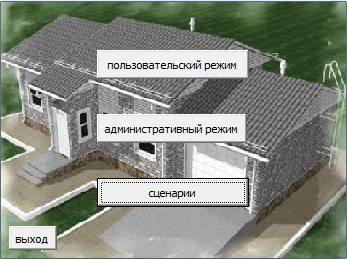 пользовательский режим
административный режим
сценарии
выход